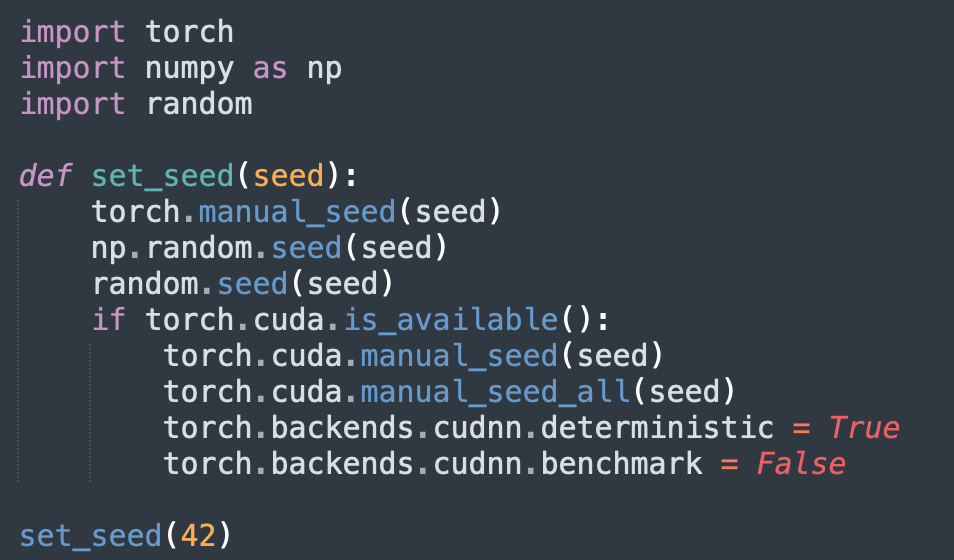 import torch
import numpy as np
import random

def set_seed(seed):
    torch.manual_seed(seed)
    np.random.seed(seed)
    random.seed(seed)
    if torch.cuda.is_available():
        torch.cuda.manual_seed(seed)
        torch.cuda.manual_seed_all(seed)
        torch.backends.cudnn.deterministic = True
        torch.backends.cudnn.benchmark = False

set_seed(42)